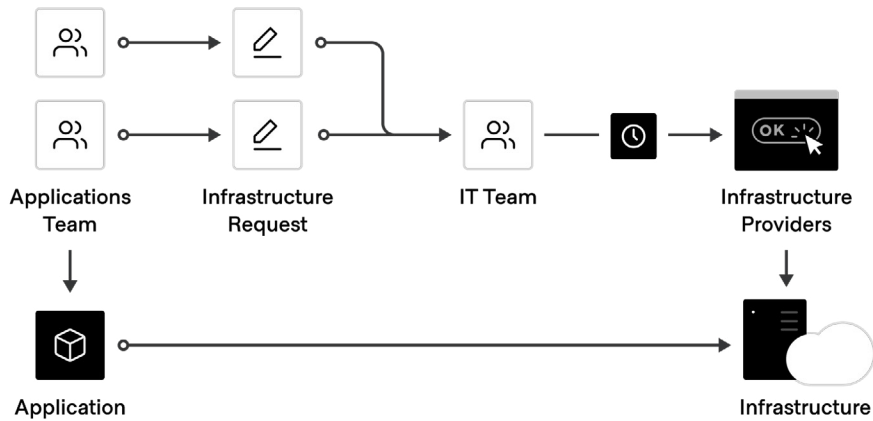 OK
Applications
Team
Infrastructure
Request
IT Team
Infrastructure
Providers
Application
Infrastructure